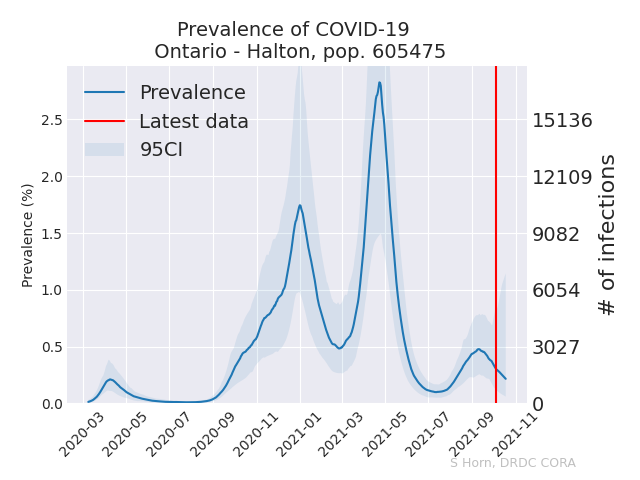 Prevalence of COVID-19
Ontario - Halton, pop. 605475
Prevalence
Latest data
95CI
Prevalence (%)
2.5
2.0
1.5
1.0
0.5
0.0
15136
12109
9082
6054
3027
0
# of infections
2020-03
2020-05
2020-07
2020-09
2020-11
2021-01
2021-03
2021-05
2021-07
2021-09
2021-11
S Horn, DRDC CORA